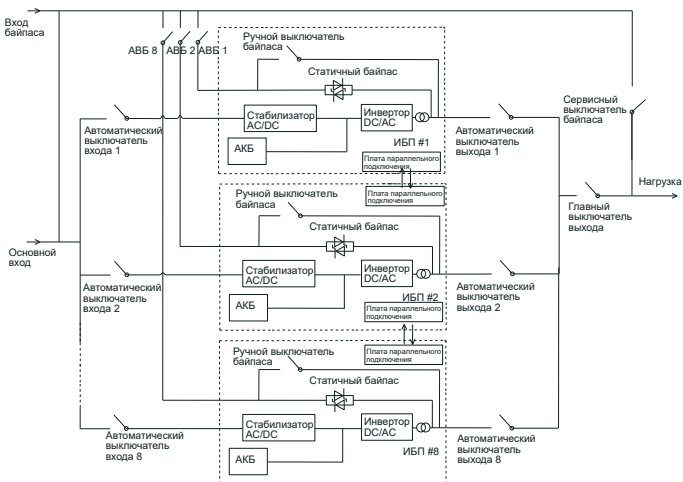 Вход
байпаса
АВБ 8
АВБ 2
АВБ 1
Ручной выключатель
байпаса
Статичный байпас
Стабилизатор
AC/DC
Инвертор
DC/AC
АКБ
ИБП #1
Плата параллельного
подключения
Автоматический
выключатель
входа 1
Автоматический
выключатель
выхода 1
Сервисный
выключатель
байпаса
Нагрузка
Главный
выключатель
выхода
Плата параллельного
подключения
Ручной выключатель
байпаса
Статичный байпас
Основной
вход
Стабилизатор
AC/DC
Инвертор
DC/AC
АКБ
ИБП #2
Плата параллельного
подключения
Автоматический
выключатель
входа 2
Автоматический
выключатель
выхода 2
Плата параллельного
подключения
Ручной выключатель
байпаса
Статичный байпас
Стабилизатор
AC/DC
Инвертор
DC/AC
АКБ
ИБП #8
Автоматический
выключатель
входа 8
Автоматический
выключатель
выхода 8